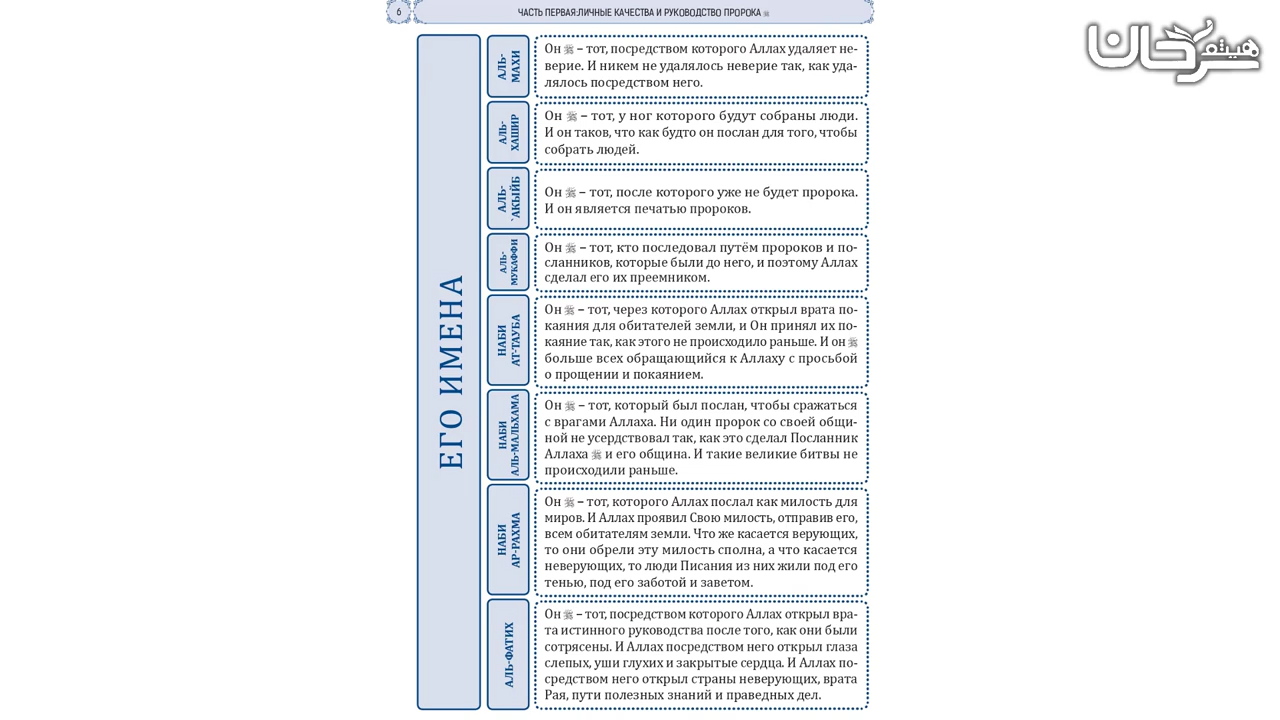 6
ЧАСТЬ ПЕРВАЯ:ЛИЧНЫЕ КАЧЕСТВА И РУКОВОДСТВО ПРОРОКА ﷺ
هيثم سرحان
ЕГО ИМЕНА
АЛЬ-
МАХИ
Он ﷺ – тот, посредством которого Аллах удаляет не-
верие. И никем не удалялось неверие так, как уда-
лялось посредством него.
АЛЬ-
ХАШИР
Он ﷺ – тот, у ног которого будут собраны люди.
И он таков, что как будто он послан для того, чтобы
собрать людей.
АЛЬ-
`АКЫЙБ
Он ﷺ – тот, после которого уже не будет пророка.
И он является печатью пророков.
АЛЬ-
МУКАФФИ
Он ﷺ – тот, кто последовал путём пророков и по-
сланников, которые были до него, и поэтому Аллах
сделал его их преемником.
НАБИ
АТ-ТАУБА
Он ﷺ – тот, через которого Аллах открыл врата по-
каяния для обитателей земли, и Он принял их по-
каяние так, как этого не происходило раньше. И он ﷺ
больше всех обращающийся к Аллаху с просьбой
о прощении и покаянием.
НАБИ
АЛЬ-МАЛЬХАМА
Он ﷺ – тот, который был послан, чтобы сражаться
с врагами Аллаха. Ни один пророк со своей общи-
ной не усердствовал так, как это сделал Посланник
Аллаха ﷺ и его община. И такие великие битвы не
происходили раньше.
НАБИ
АР-РАХМА
Он ﷺ – тот, которого Аллах послал как милость для
миров. И Аллах проявил Свою милость, отправив его,
всем обитателям земли. Что же касается верующих,
то они обрели эту милость сполна, а что касается
неверующих, то люди Писания из них жили под его
тенью, под его заботой и заветом.
АЛЬ-ФАТИХ
Он ﷺ – тот, посредством которого Аллах открыл вра-
та истинного руководства после того, как они были
сотрясены. И Аллах посредством него открыл глаза
слепых, уши глухих и закрытые сердца. И Аллах по-
средством него открыл страны неверующих, врата
Рая, пути полезных знаний и праведных дел.